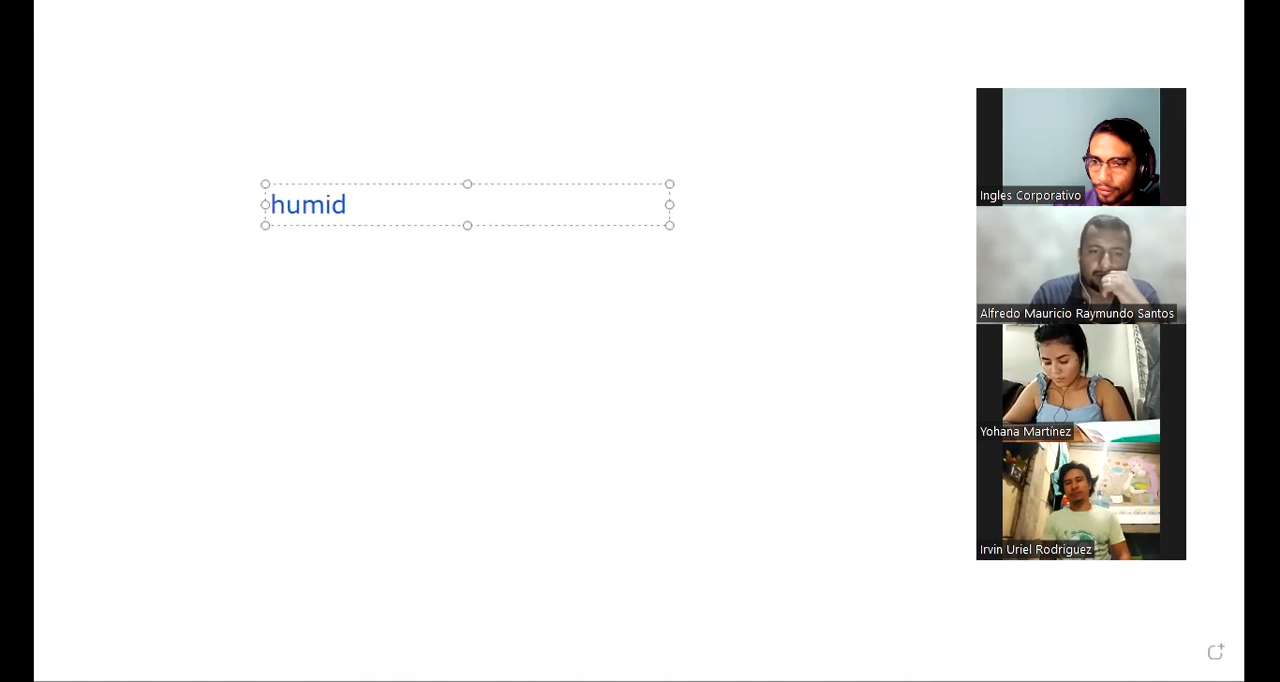 humid
Ingles Corporativo
Alfredo Mauricio Raymundo Santos
Yohana Martínez
Irvin Uriel Rodriguez